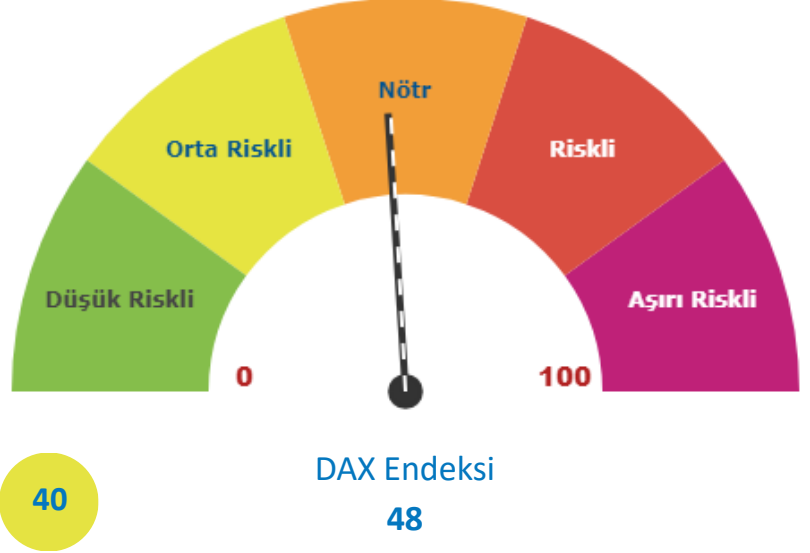 Nötr
Orta Riskli
Riskli
Düşük Riskli
Aşırı Riskli
0
100
DAX Endeksi
40
48